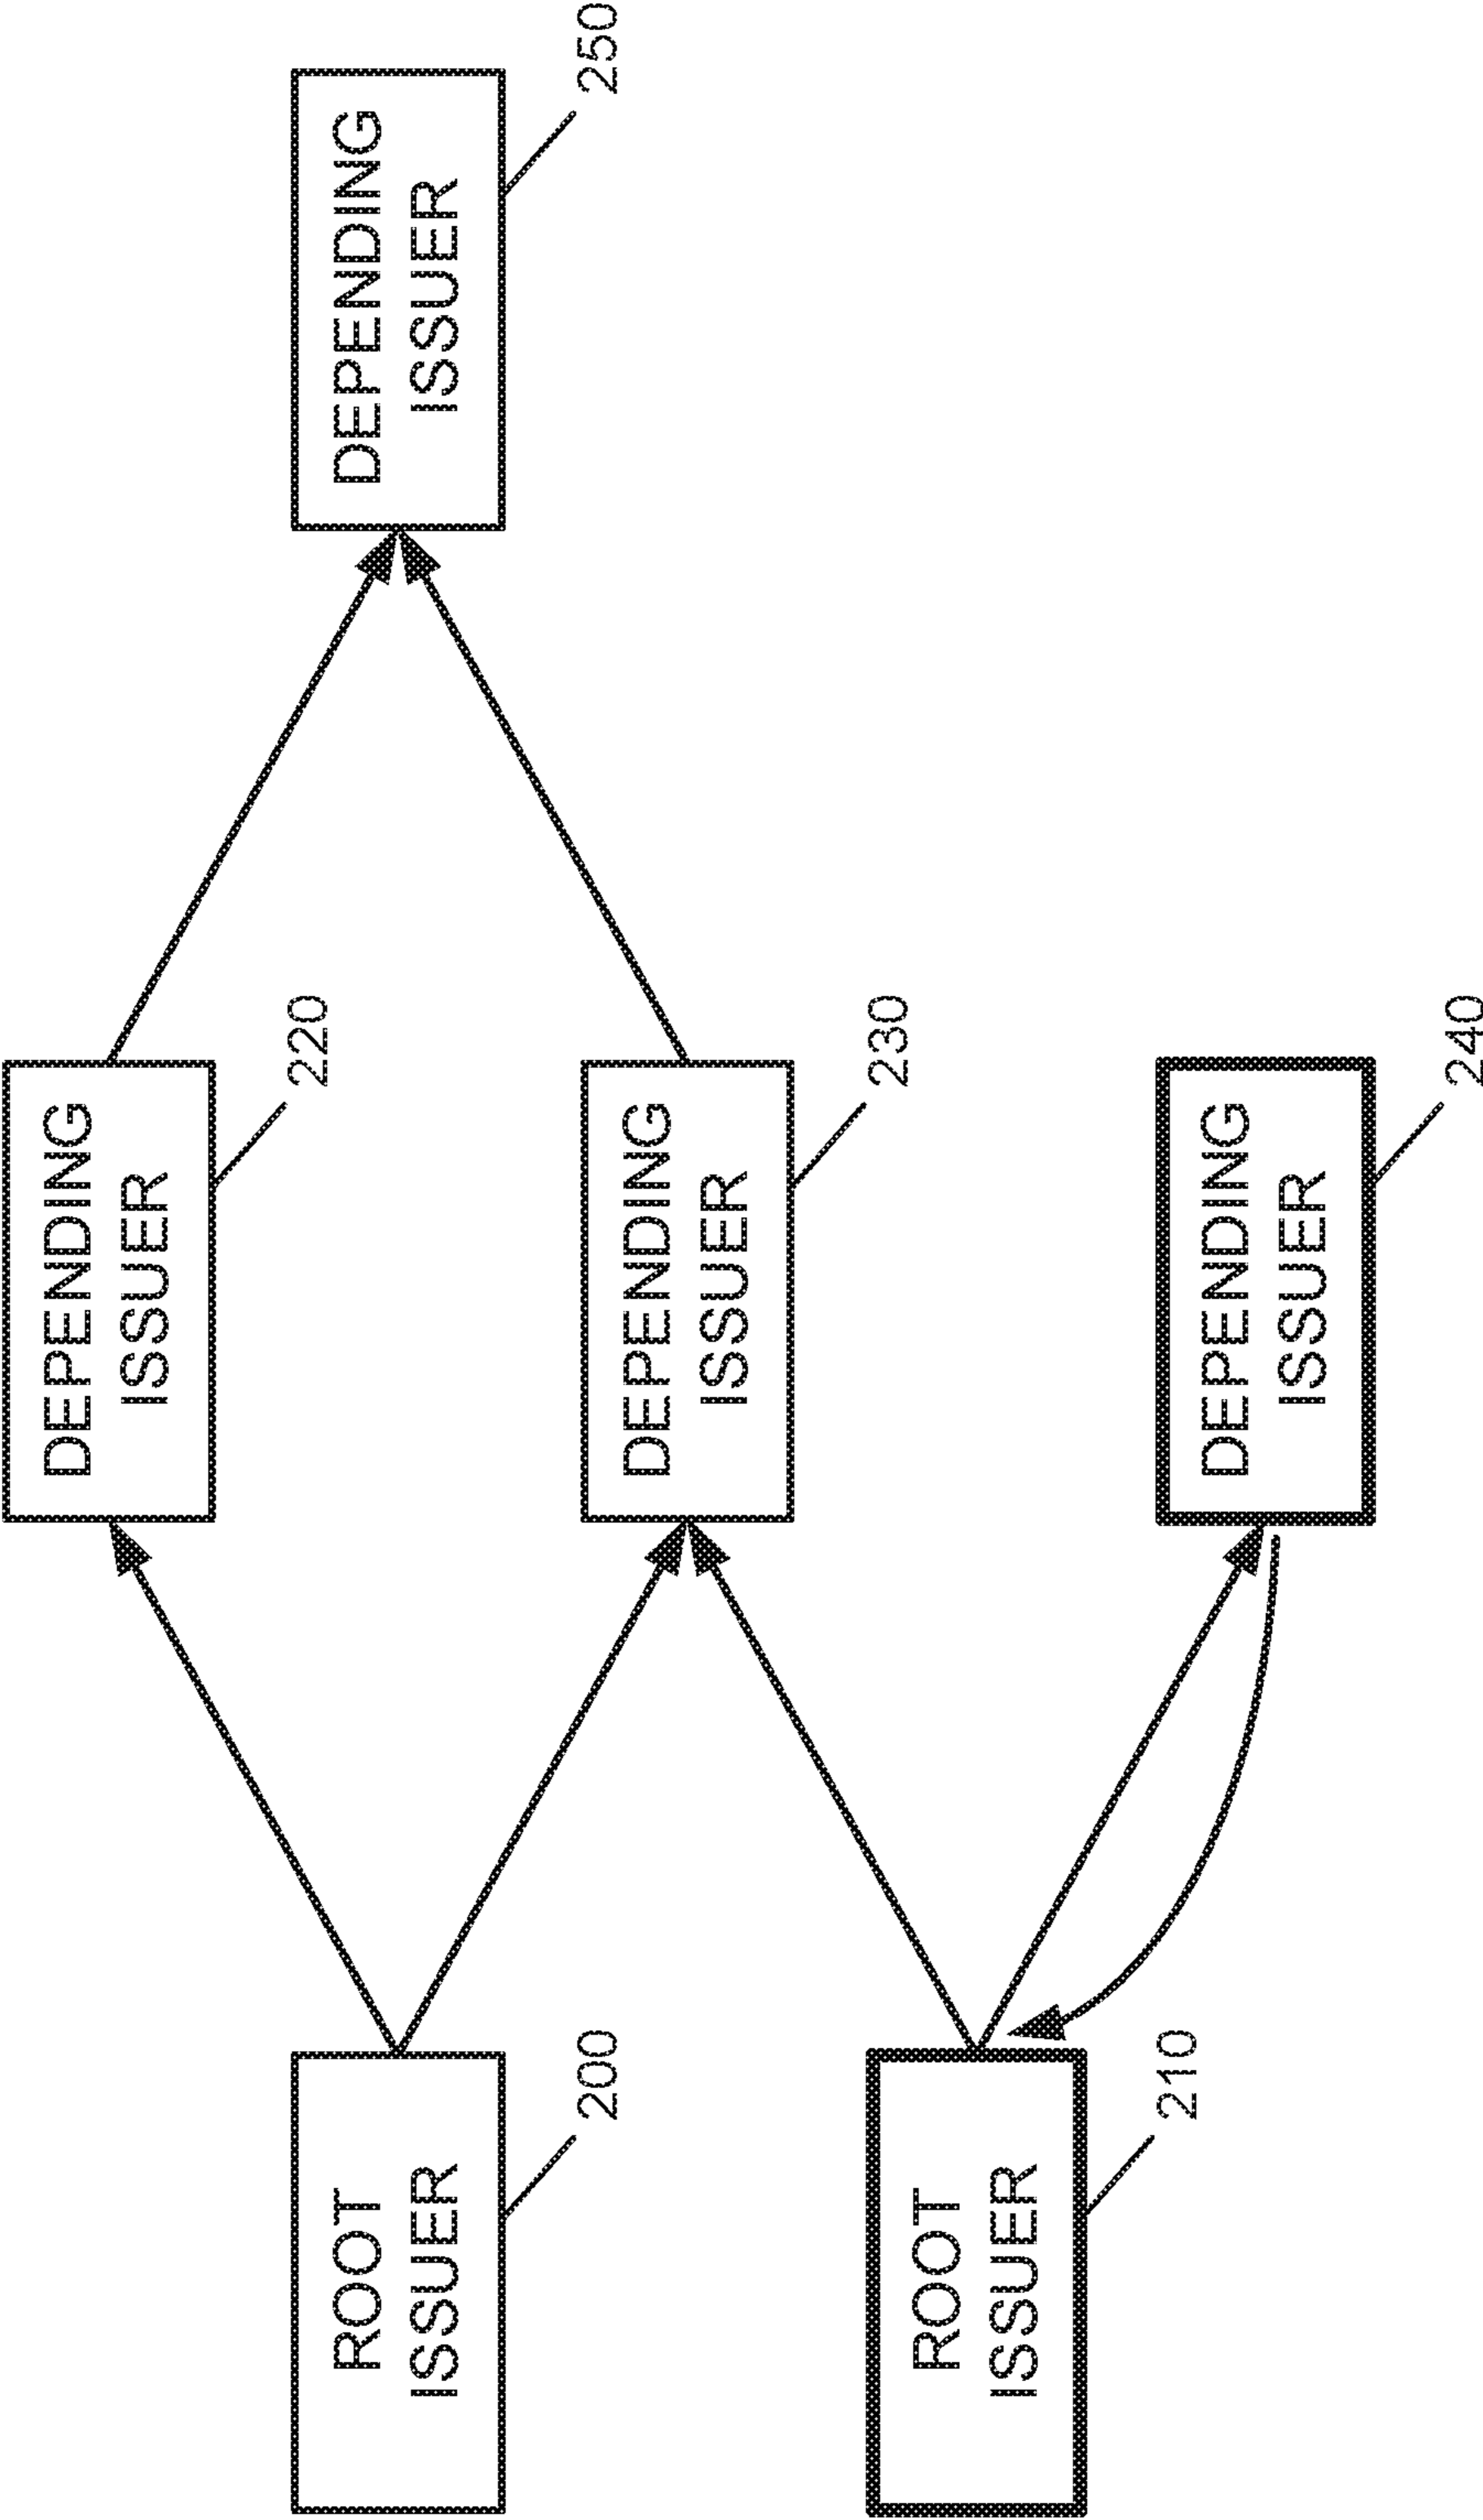 ROOT
ISSUER
200
ROOT
ISSUER
210
DEPENDING
ISSUER
220
DEPENDING
ISSUER
230
DEPENDING
ISSUER
240
DEPENDING
ISSUER
250